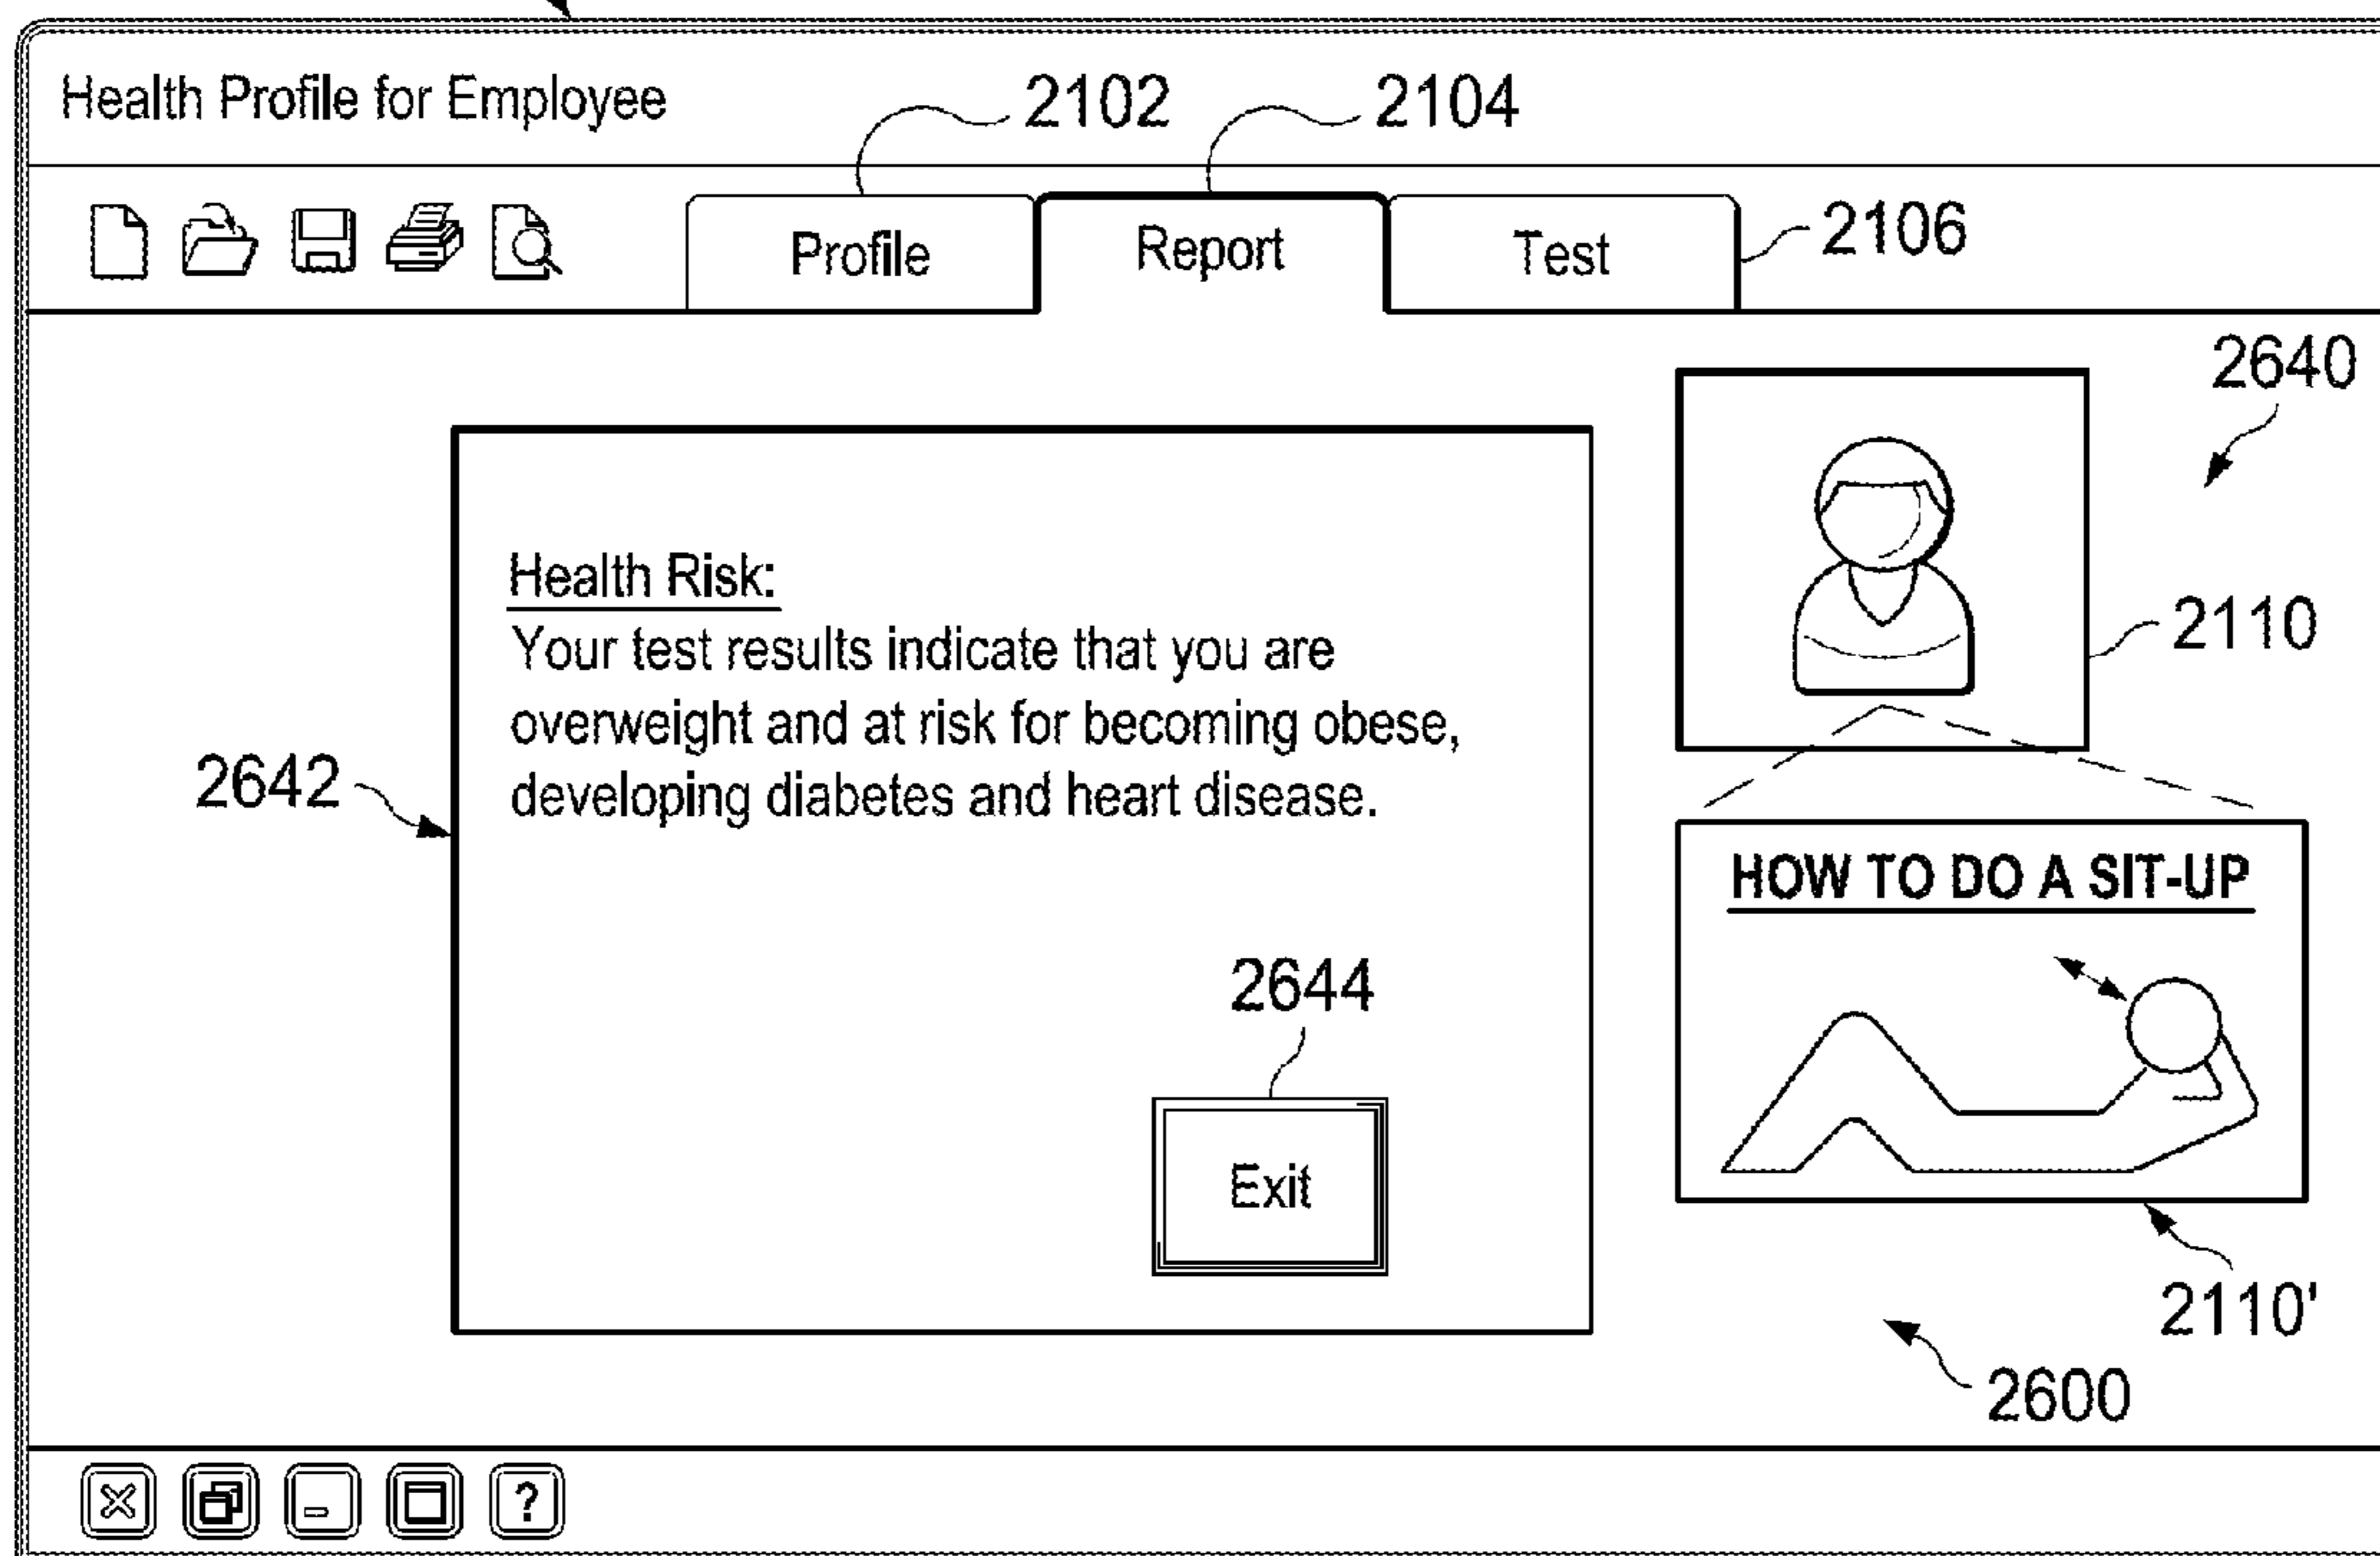 Health Profile for Employee
2102
2104
Profile
Report
Test
2106
2640
Health Risk:
Your test results indicate that you are
overweight and at risk for becoming obese,
developing diabetes and heart disease.
2110
2642
HOW TO DO A SIT-UP
2644
Exit
2110'
2600
?